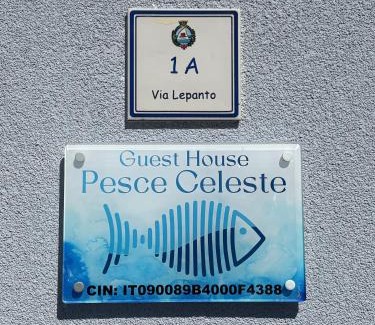 1 A
Via Lepanto
Guest House
Pesce Celeste
CIN: IT090089B4000F4388